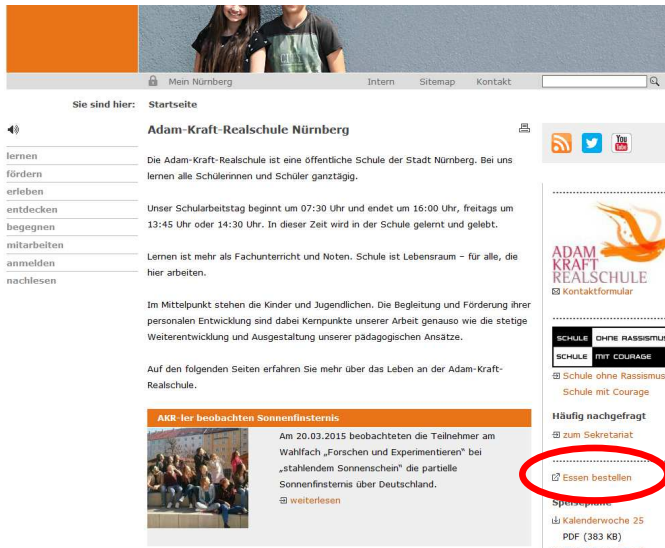 Mein Nürnberg
Intern
Sitemap
Kontakt
Sie sind hier: Startseite
lernen
fördern
erleben
entdecken
begegnen
mitarbeiten
anmelden
nachlesen
Adam-Kraft-Realschule Nürnberg
Die Adam-Kraft-Realschule ist eine öffentliche Schule der Stadt Nürnberg. Bei uns
lernen alle Schülerinnen und Schüler ganztägig.
Unser Schularbeitstag beginnt um 07:30 Uhr und endet um 16:00 Uhr, freitags um
13:45 Uhr oder 14:30 Uhr. In dieser Zeit wird in der Schule gelernt und gelebt.
Lernen ist mehr als Fachunterricht und Noten. Schule ist Lebensraum – für alle, die
hier arbeiten.
Im Mittelpunkt stehen die Kinder und Jugendlichen. Die Begleitung und Förderung ihrer
personalen Entwicklung sind dabei Kernpunkte unserer Arbeit genauso wie die stetige
Weiterentwicklung und Ausgestaltung unserer pädagogischen Ansätze.
Auf den folgenden Seiten erfahren Sie mehr über das Leben an der Adam-Kraft-
Realschule.
AKR-ler beobachten Sonnenfinsternis
Am 20.03.2015 beobachteten die Teilnehmer am
Wahlfach „Forschen und Experimentieren“ bei
„stahlendem Sonnenschein“ die partielle
Sonnenfinsternis über Deutschland.
weiterlesen
You
Tube
ADAM
KRAFT
REALSCHULE
Kontaktformular
SCHULE OHNE RASSISMUS
SCHULE MIT COURAGE
Schule ohne Rassismus
Schule mit Courage
Häufig nachgefragt
zum Sekretariat
Essen bestellen
Speisepläne
Kalenderwoche 25
PDF (383 KB)